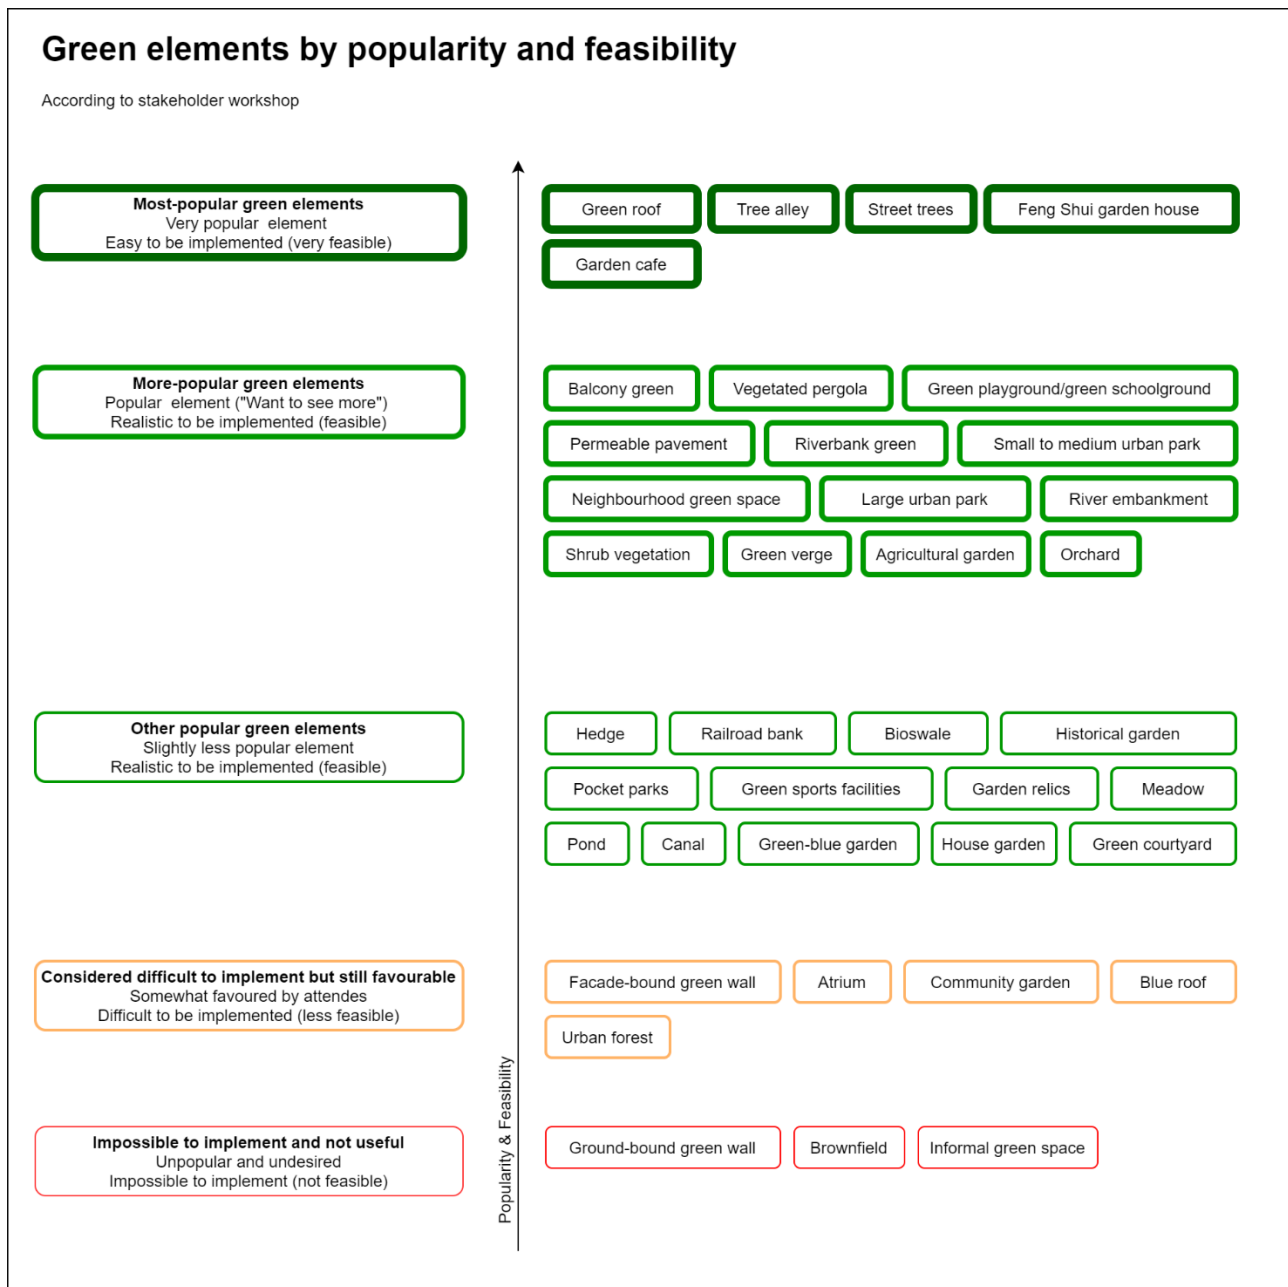 Green elements by popularity and feasibility
According to stakeholder workshop
Most-popular green elements
Very popular element
Easy to be implemented (very feasible)
Green roof
Tree alley
Street trees
Feng Shui garden house
Garden cafe
More-popular green elements
Popular element ("Want to see more")
Realistic to be implemented (feasible)
Balcony green
Vegetated pergola
Green playground/green schoolground
Permeable pavement
Riverbank green
Small to medium urban park
Neighbourhood green space
Large urban park
River embankment
Shrub vegetation
Green verge
Agricultural garden
Orchard
Other popular green elements
Slightly less popular element
Realistic to be implemented (feasible)
Hedge
Railroad bank
Bioswale
Historical garden
Pocket parks
Green sports facilities
Garden relics
Meadow
Pond
Canal
Green-blue garden
House garden
Green courtyard
Considered difficult to implement but still favourable
Somewhat favoured by attendes
Difficult to be implemented (less feasible)
Facade-bound green wall
Atrium
Community garden
Blue roof
Urban forest
Impossible to implement and not useful
Unpopular and undesired
Impossible to implement (not feasible)
Ground-bound green wall
Brownfield
Informal green space
Popularity & Feasibility